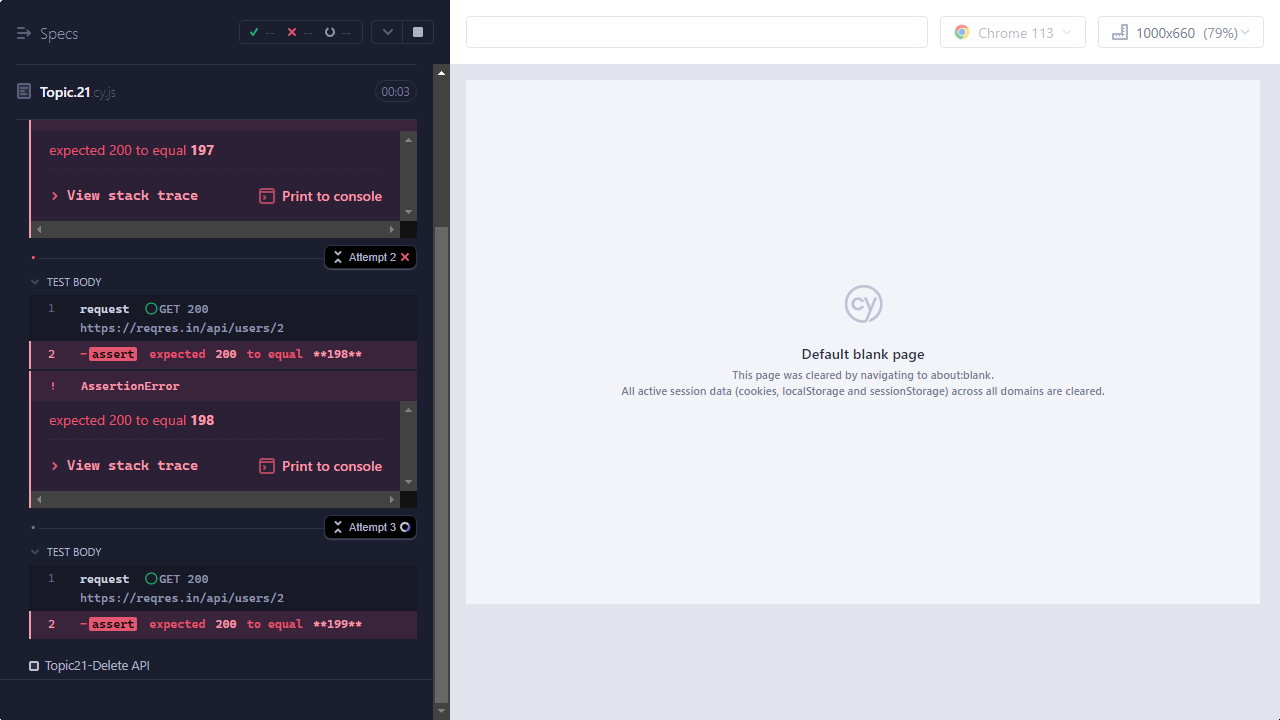 Specs
--
--
--
Chrome 113
1000x660 (79%)
Topic.21.cy.js
00:03
expected 200 to equal 197
View stack trace
Print to console
Attempt 2
TEST BODY
1 request GET 200
https://reqres.in/api/users/2
2 -assert expected 200 to equal **198**
! AssertionError
expected 200 to equal 198
View stack trace
Print to console
Attempt 3
TEST BODY
1 request GET 200
https://reqres.in/api/users/2
2 -assert expected 200 to equal **199**
Topic21-Delete API
cy
Default blank page
This page was cleared by navigating to about:blank.
All active session data (cookies, localStorage and sessionStorage) across all domains are cleared.